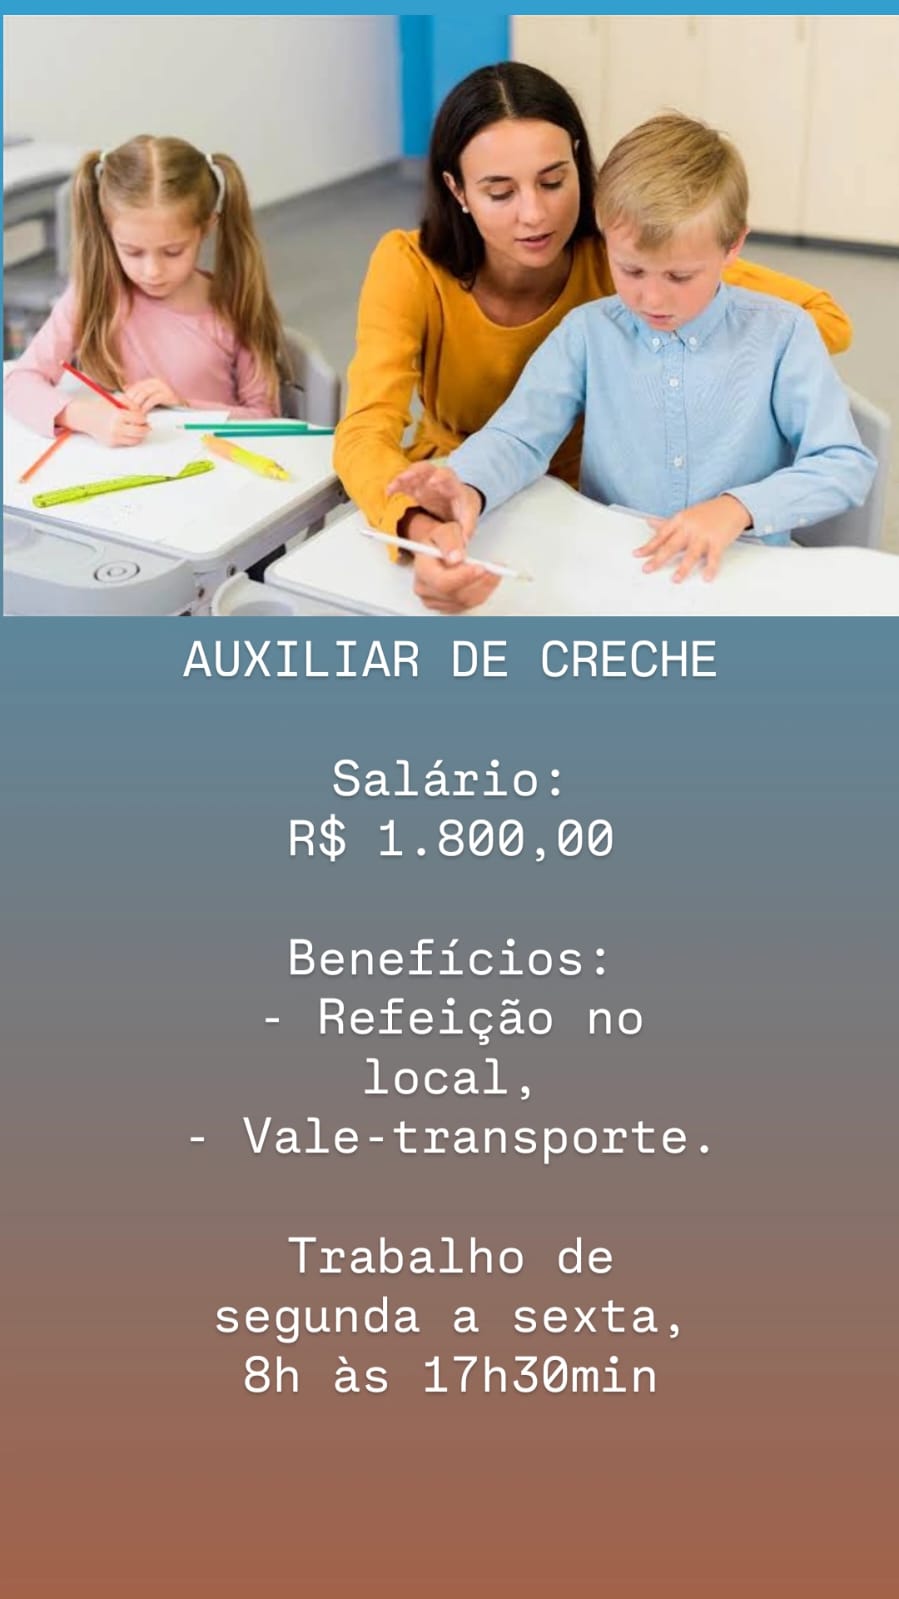 AUXILIAR DE CRECHE
Salário:
R$ 1.800,00
Benefícios:
- Refeição no
local,
- Vale-transporte.
Trabalho de
segunda a sexta,
8h às 17h30min